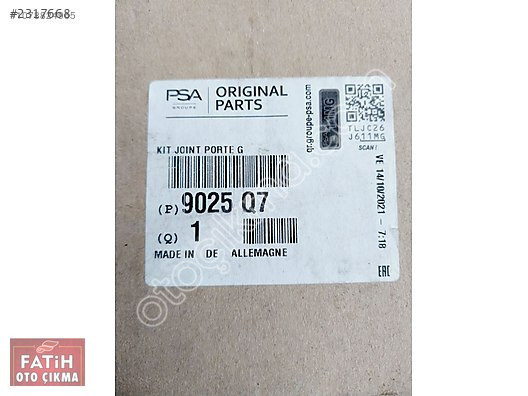 #2317668
PSA
GROUPE
ORIGINAL
PARTS
qr.groupe-psa.com
TLJC26
J611MG
SCAN !
KIT JOINT PORTE G
(P) 9025 Q7
(Q) 1
MADE IN DE ALLEMAGNE
VE 14/10/2021 - 7:18
EAC
FATİH
OTO ÇIKMA